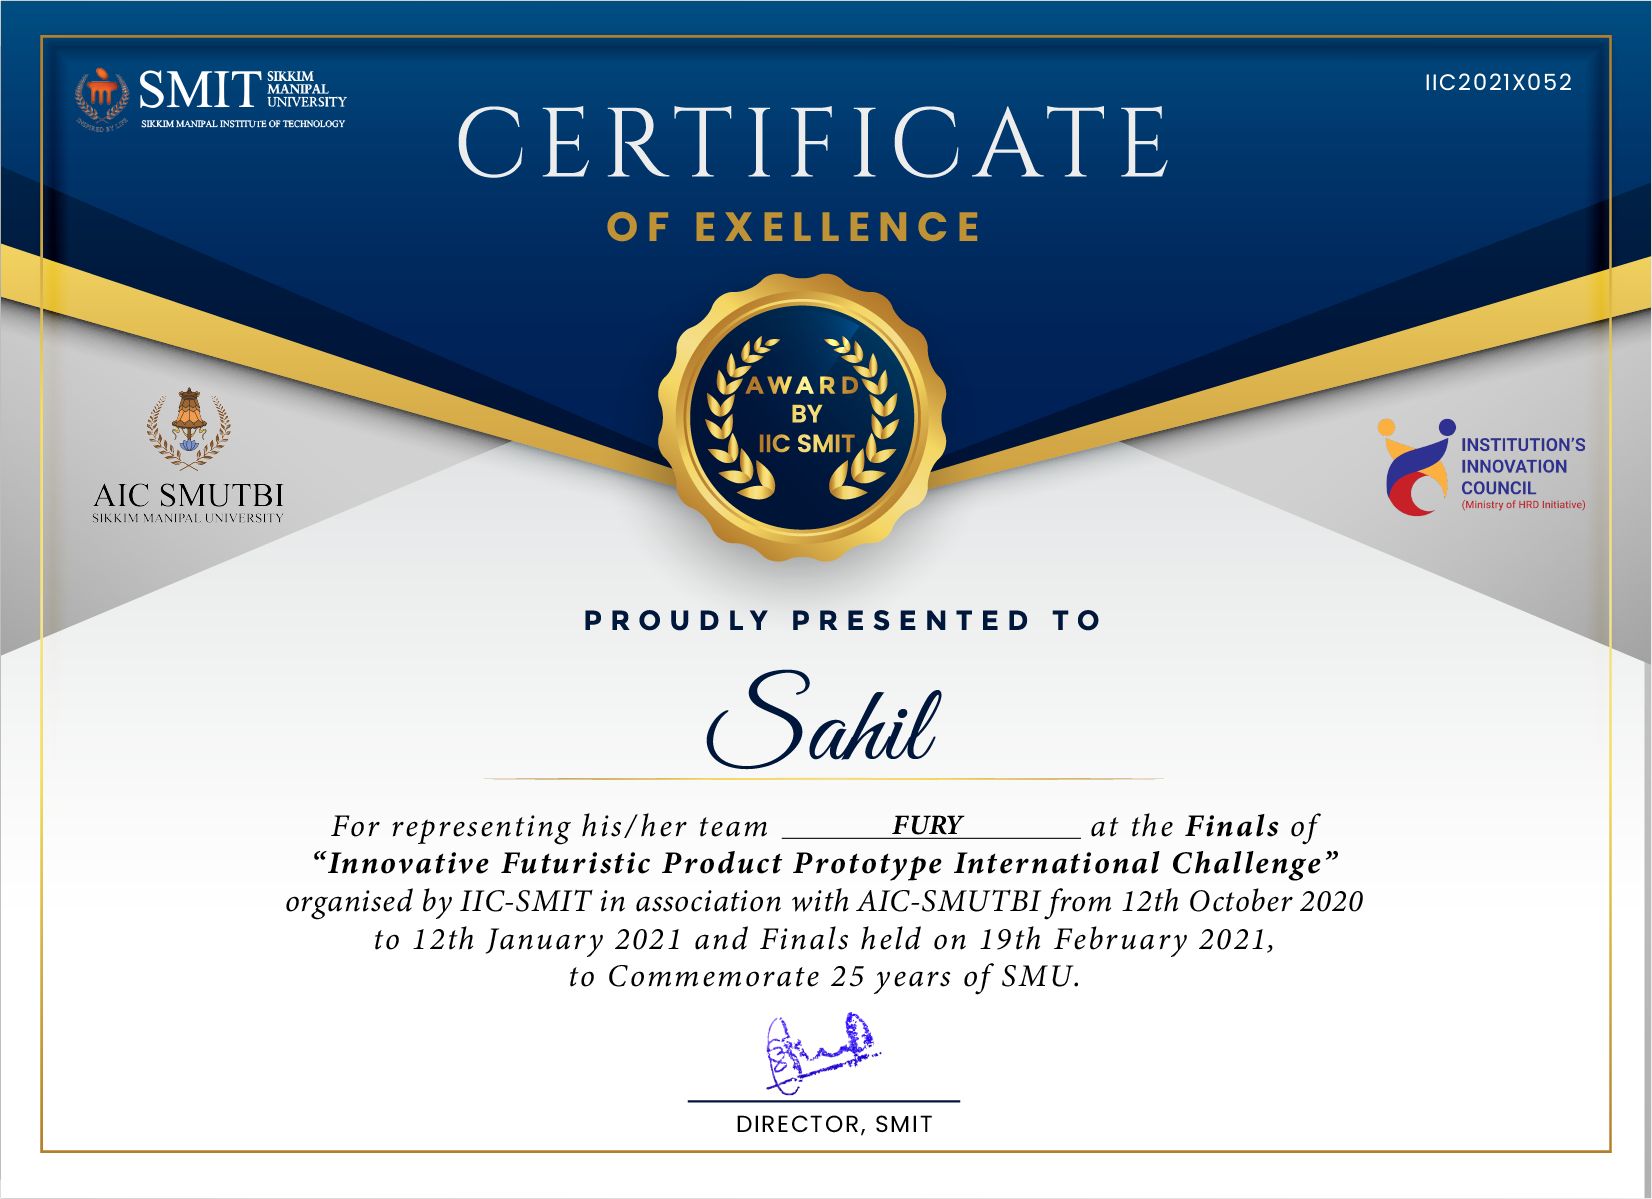 SMIT SIKKIM MANIPAL UNIVERSITY
SIKKIM MANIPAL INSTITUTE OF TECHNOLOGY
INSPIRED BY LIFE
IIC2021X052
CERTIFICATE
OF EXELLENCE
AWARD
BY
IIC SMIT
AIC SMUTBI
SIKKIM MANIPAL UNIVERSITY
INSTITUTION'S
INNOVATION
COUNCIL
(Ministry of HRD Initiative)
PROUDLY PRESENTED TO
Sahil
For representing his/her team FURY at the Finals of
“Innovative Futuristic Product Prototype International Challenge”
organised by IIC-SMIT in association with AIC-SMUTBI from 12th October 2020
to 12th January 2021 and Finals held on 19th February 2021,
to Commemorate 25 years of SMU.
DIRECTOR, SMIT